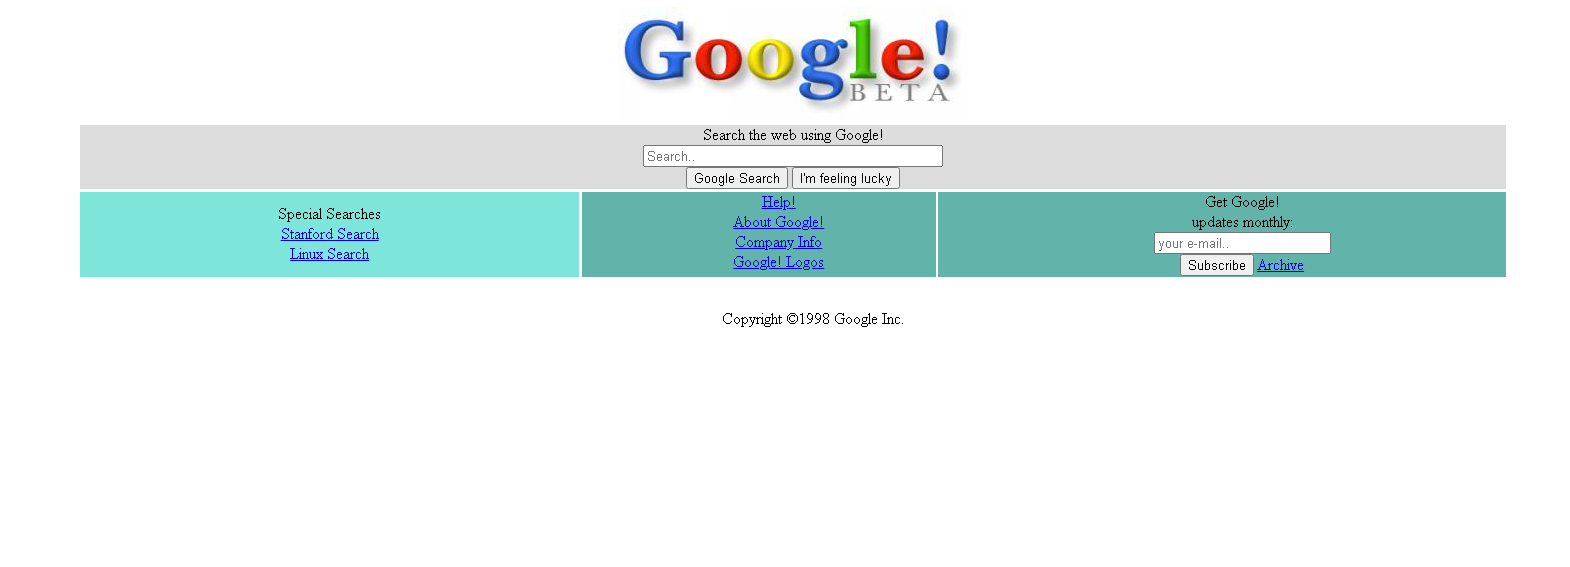 Google!
BETA
Search the web using Google!
Search..
Google Search I'm feeling lucky
Special Searches
Stanford Search
Linux Search
Help!
About Google!
Company Info
Google! Logos
Get Google!
updates monthly:
your e-mail..
Subscribe Archive
Copyright ©1998 Google Inc.